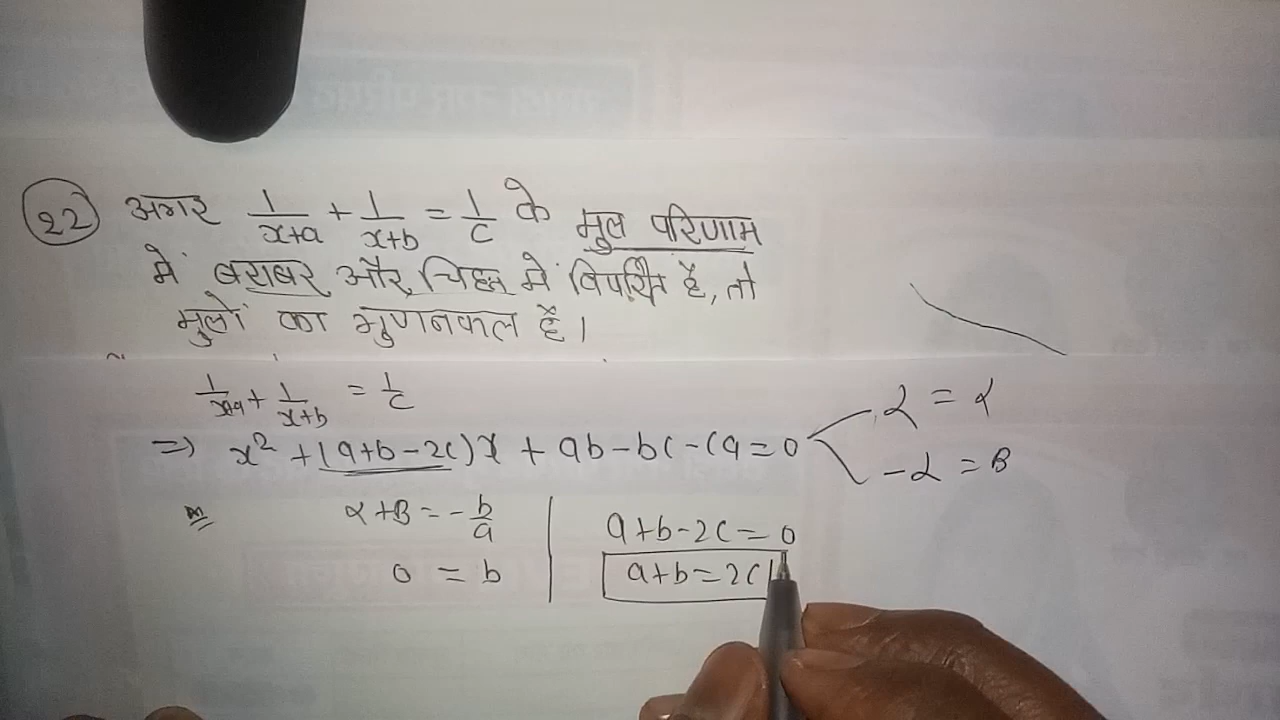 22 अगर 1/x+a + 1/x+b = 1/c के मुल परिणाम
में बराबर और चिह्न में विपरित है, तो
मुलों का गुणनफल है।
1/x+a + 1/x+b = 1/c
=> x² + (a+b-2c)x + ab-bc-ca=0
α = α
-α = B
α+B = -b/a
0 = b
a+b-2c=0
a+b=2c